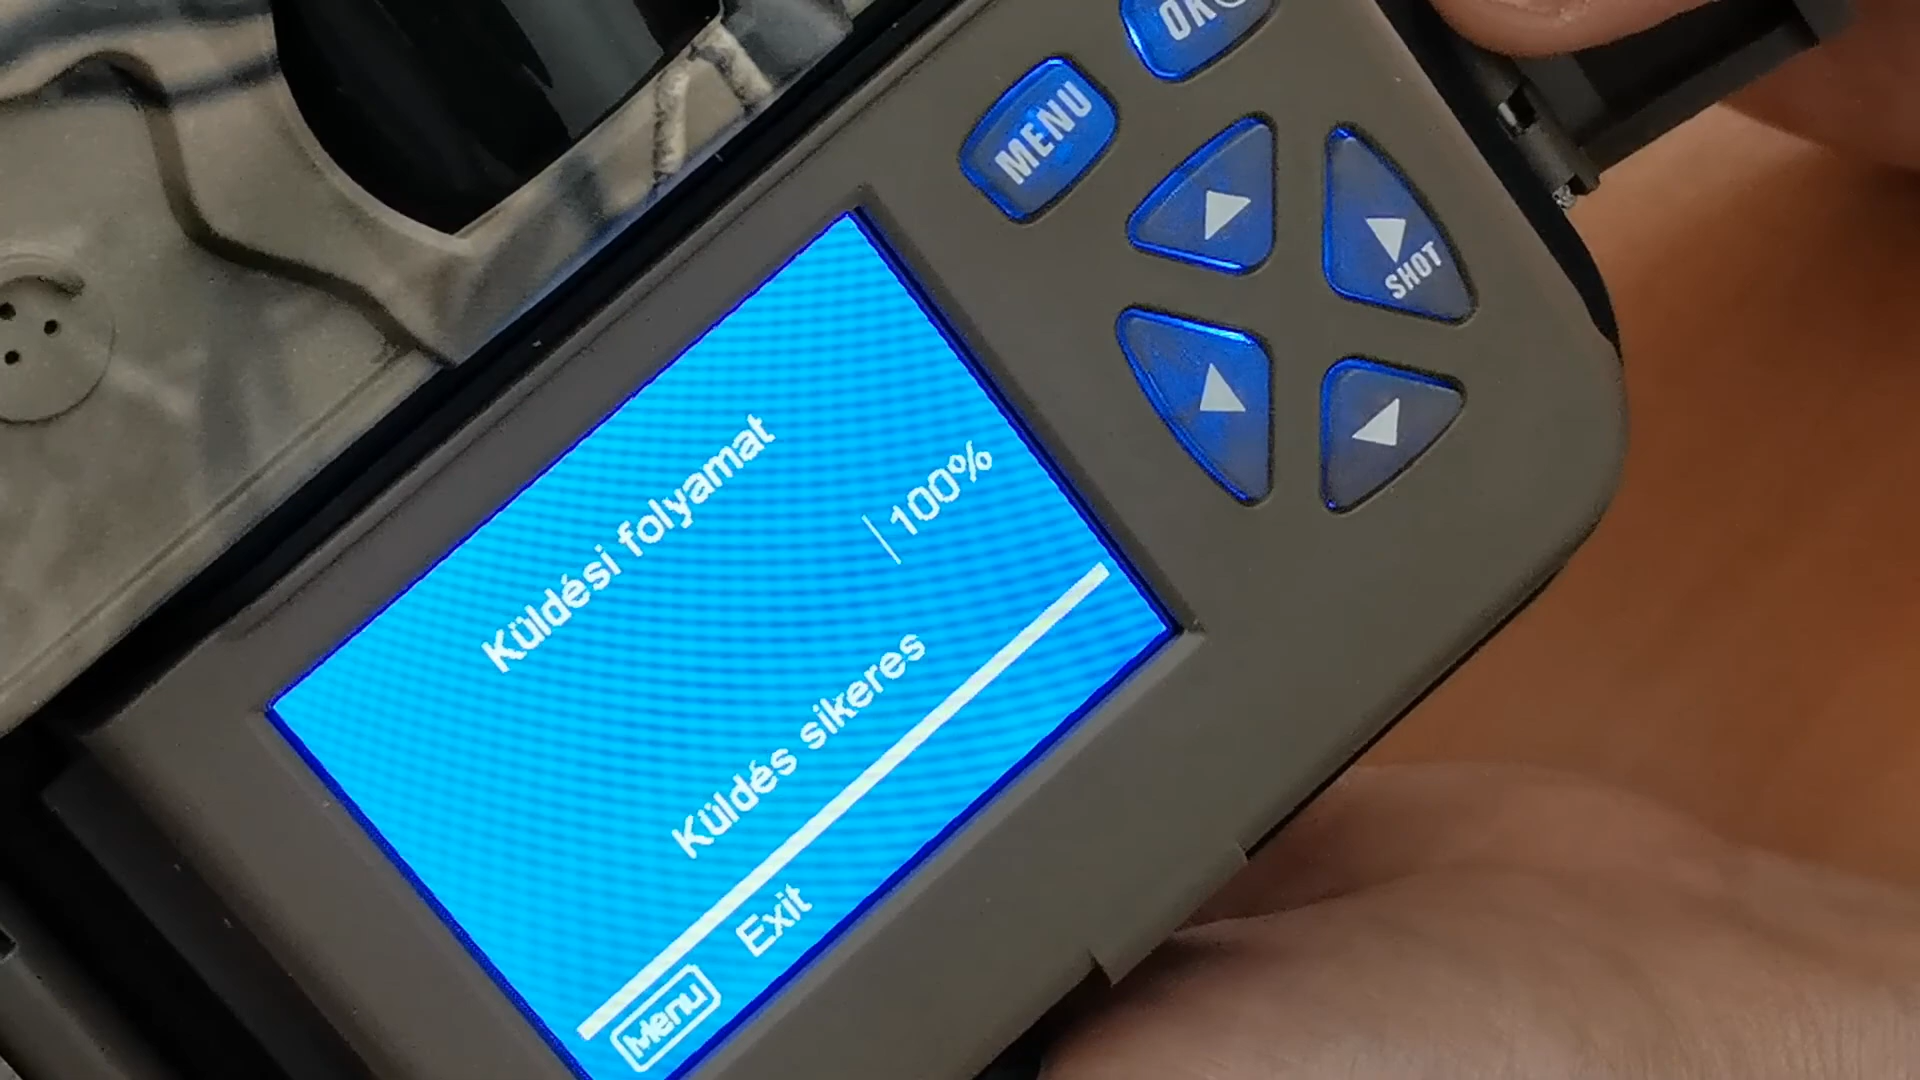 Küldési folyamat
| 100%
Küldés sikeres
Menu Exit
MENU
OK
SHOT